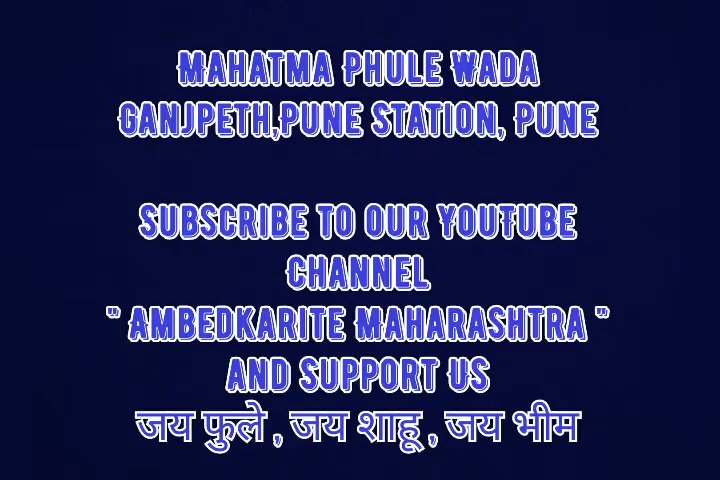 Mahatma Phule Wada
Ganjpeth,Pune Station, Pune
Subscribe to our YouTube
Channel
" Ambedkarite Maharashtra "
and support us
जय फुले , जय शाहू , जय भीम